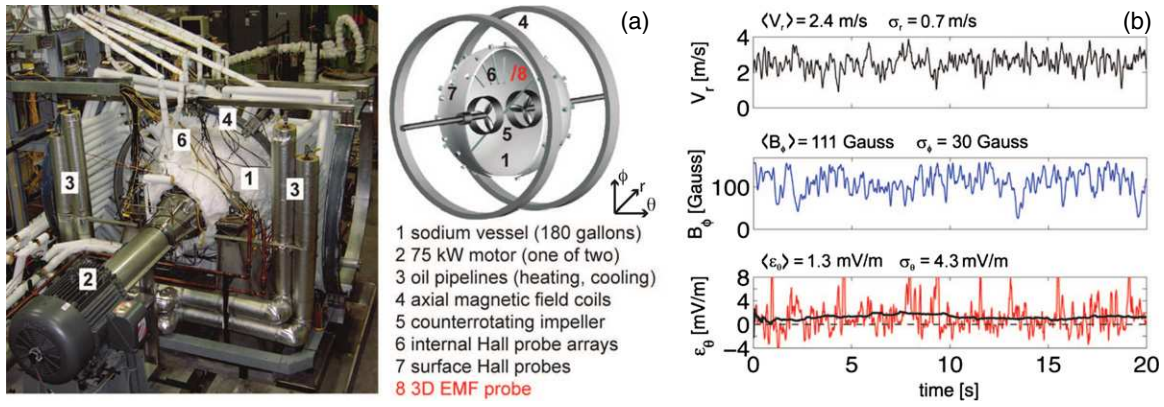 (a)
4
6
4
1
3
3
2
4
6 /8
7
5
1
ϕ
r
θ
1 sodium vessel (180 gallons)
2 75 kW motor (one of two)
3 oil pipelines (heating, cooling)
4 axial magnetic field coils
5 counterrotating impeller
6 internal Hall probe arrays
7 surface Hall probes
8 3D EMF probe
(b)
⟨V_r⟩ = 2.4 m/s σ_r = 0.7 m/s
V_r [m/s]
4
2
0
⟨B_ϕ⟩ = 111 Gauss σ_ϕ = 30 Gauss
B_ϕ [Gauss]
100
0
⟨ε_θ⟩ = 1.3 mV/m σ_θ = 4.3 mV/m
ε_θ [mV/m]
8
4
0
−4
0 5 10 15 20
time [s]